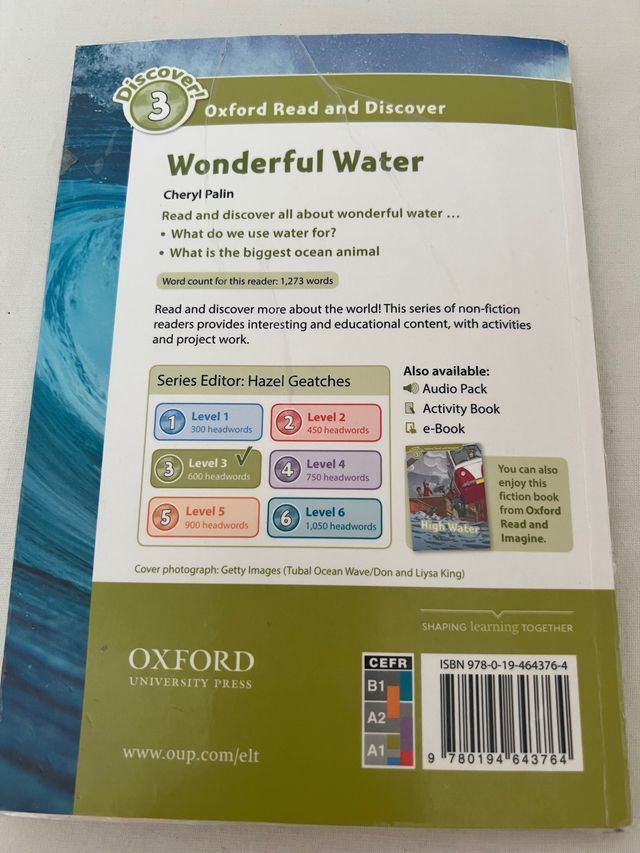 Discover!
3
Oxford Read and Discover
Wonderful Water
Cheryl Palin
Read and discover all about wonderful water ...
• What do we use water for?
• What is the biggest ocean animal
Word count for this reader: 1,273 words
Read and discover more about the world! This series of non-fiction
readers provides interesting and educational content, with activities
and project work.
Series Editor: Hazel Geatches
1 Level 1
300 headwords
2 Level 2
450 headwords
3 Level 3
600 headwords
4 Level 4
750 headwords
5 Level 5
900 headwords
6 Level 6
1,050 headwords
Also available:
Audio Pack
Activity Book
e-Book
High Water
You can also
enjoy this
fiction book
from Oxford
Read and
Imagine.
Cover photograph: Getty Images (Tubal Ocean Wave/Don and Liysa King)
SHAPING learning TOGETHER
OXFORD
UNIVERSITY PRESS
www.oup.com/elt
CEFR
B1
A2
A1
ISBN 978-0-19-464376-4
9 780194 643764